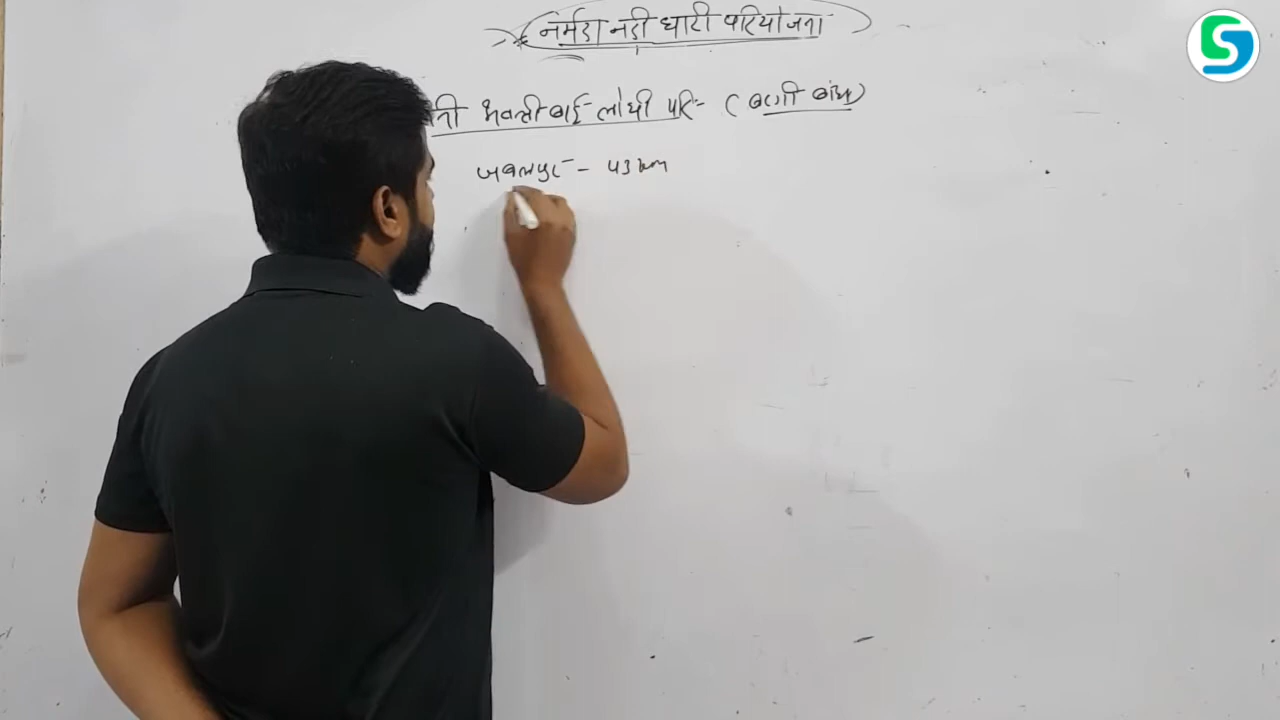 * नर्मदा नदी घाटी परियोजना
अवन्ती बाई लोधी परि- (बरगी बांध)
जबलपुर - 43 km